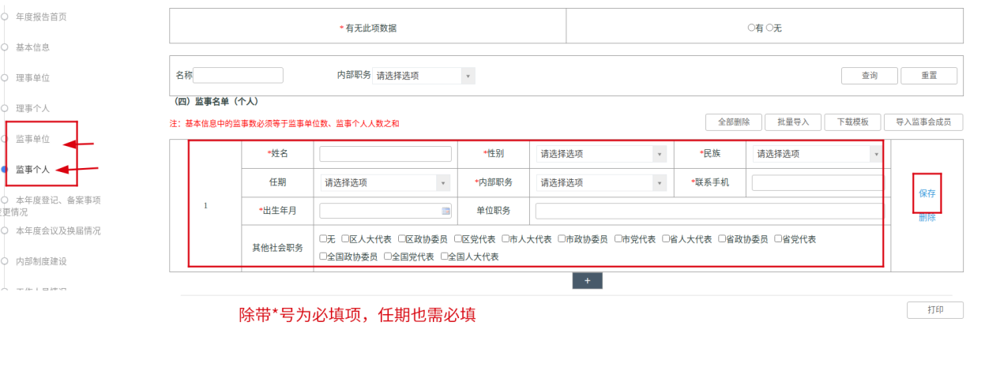 年度报告首页
基本信息
理事单位
理事个人
监事单位
监事个人
本年度登记、备案事项
变更情况
本年度会议及换届情况
内部制度建设
* 有无此项数据
有 无
名称 内部职务 请选择选项 查询 重置
（四）监事名单（个人）
注：基本信息中的监事数必须等于监事单位数、监事个人人数之和
全部删除 批量导入 下载模板 导入监事会成员
1
*姓名 *性别 请选择选项 *民族 请选择选项
任期 请选择选项 *内部职务 请选择选项 *联系手机
*出生年月 单位职务
其他社会职务 无 区人大代表 区政协委员 区党代表 市人大代表 市政协委员 市党代表 省人大代表 省政协委员 省党代表
全国政协委员 全国党代表 全国人大代表
保存
删除
+
除带*号为必填项，任期也需必填
打印